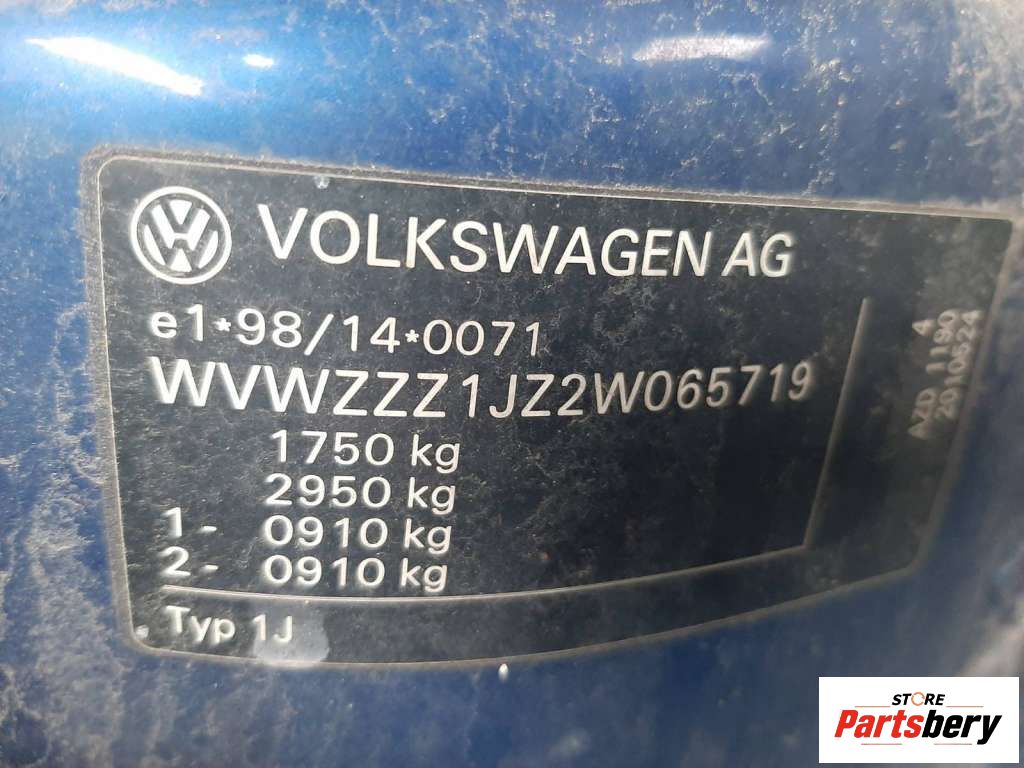 VOLKSWAGEN AG
e1*98/14*0071
WVWZZZ1JZ2W065719
1750 kg
2950 kg
1- 0910 kg
2- 0910 kg
Typ 1J
AZD 1190 4
2010524
STORE
Partsbery